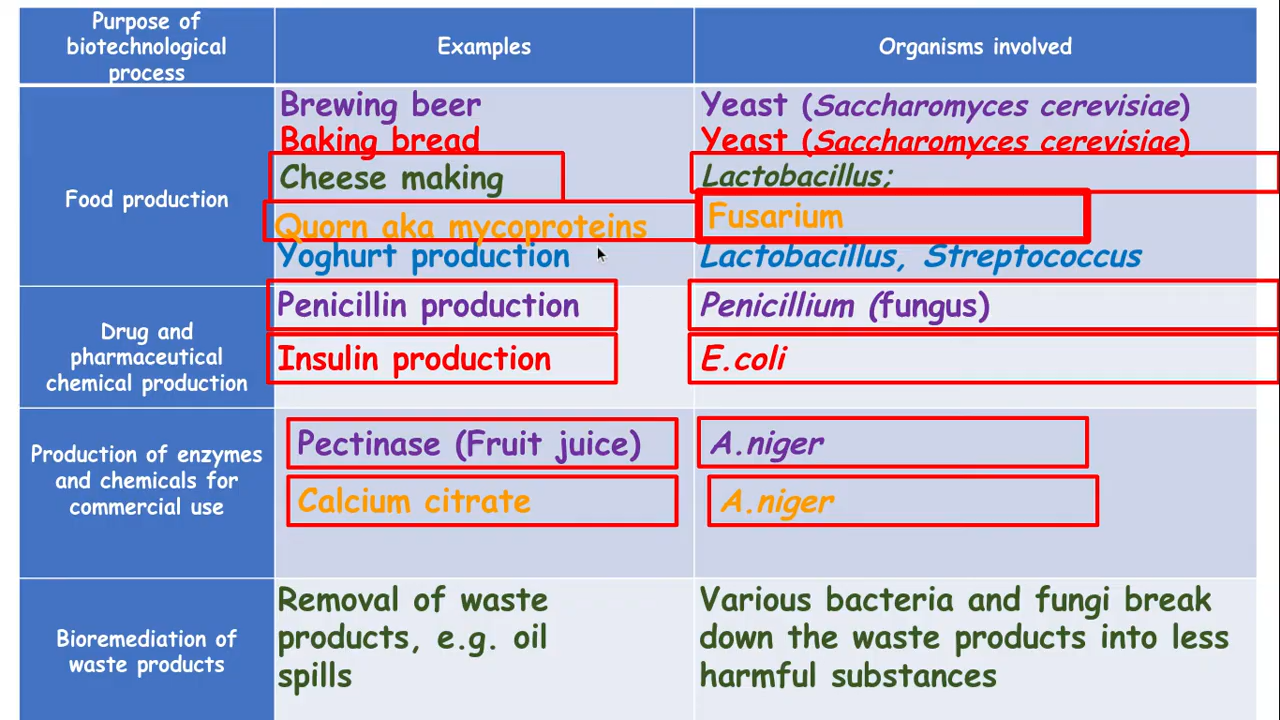 Purpose of
biotechnological
process
Examples
Organisms involved
Food production
Brewing beer
Baking bread
Cheese making
Quorn aka mycoproteins
Yoghurt production
Yeast (Saccharomyces cerevisiae)
Yeast (Saccharomyces cerevisiae)
Lactobacillus;
Fusarium
Lactobacillus, Streptococcus
Drug and
pharmaceutical
chemical production
Penicillin production
Insulin production
Penicillium (fungus)
E.coli
Production of enzymes
and chemicals for
commercial use
Pectinase (Fruit juice)
Calcium citrate
A.niger
A.niger
Bioremediation of
waste products
Removal of waste
products, e.g. oil
spills
Various bacteria and fungi break
down the waste products into less
harmful substances